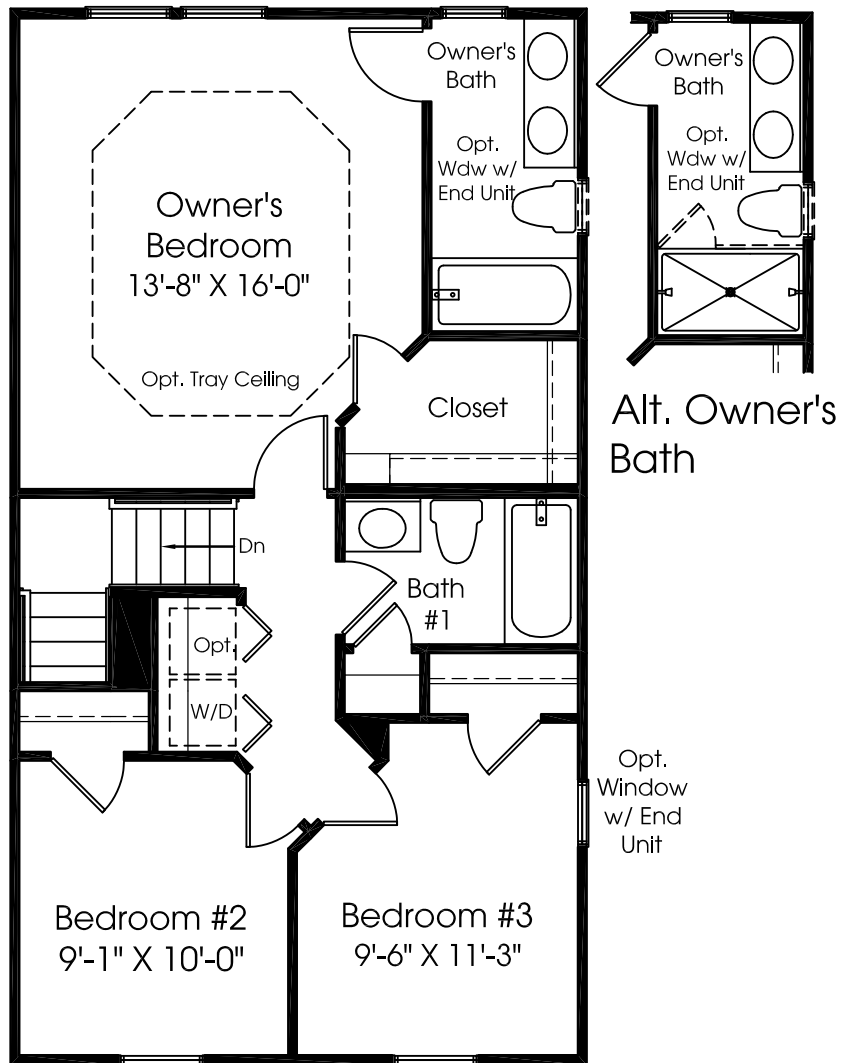 Owner's
Bath
Opt.
Wdw w/
End Unit
Owner's
Bedroom
13'-8" X 16'-0"
Opt. Tray Ceiling
Closet
Owner's
Bath
Opt.
Wdw w/
End Unit
Alt. Owner's
Bath
Dn
Bath
#1
Opt.
W/D
Opt.
Window
w/ End
Unit
Bedroom #2
9'-1" X 10'-0"
Bedroom #3
9'-6" X 11'-3"